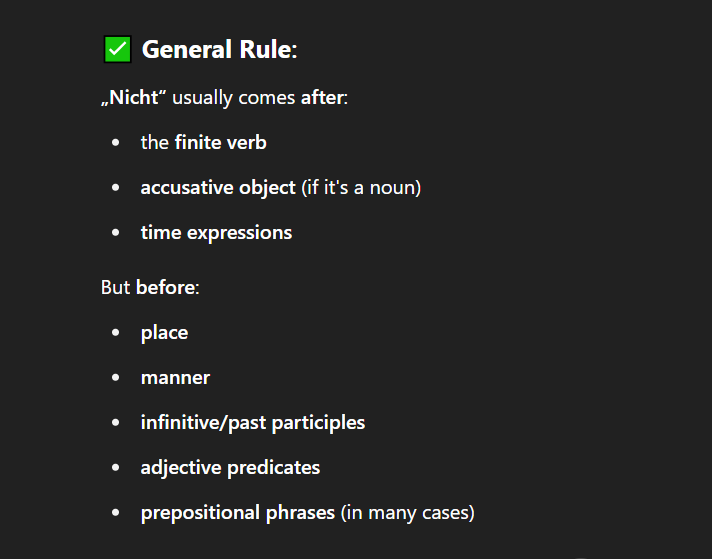 ✅ General Rule:
„Nicht“ usually comes after:
• the finite verb
• accusative object (if it's a noun)
• time expressions
But before:
• place
• manner
• infinitive/past participles
• adjective predicates
• prepositional phrases (in many cases)